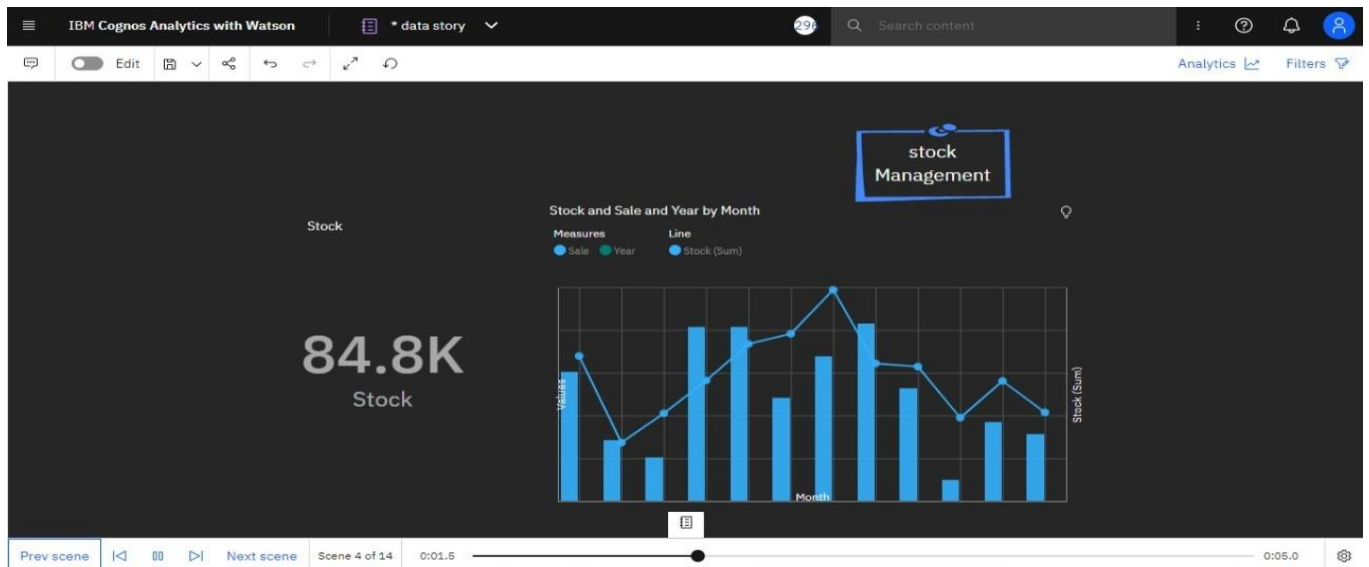 IBM Cognos Analytics with Watson
* data story
296
Search content
Edit
Analytics
Filters
stock
Management
Stock
Stock and Sale and Year by Month
Measures
Line
Sale
Year
Stock (Sum)
84.8K
Stock
Values
Stock (Sum)
Month
Prev scene
Next scene
Scene 4 of 14
0:01.5
0:05.0